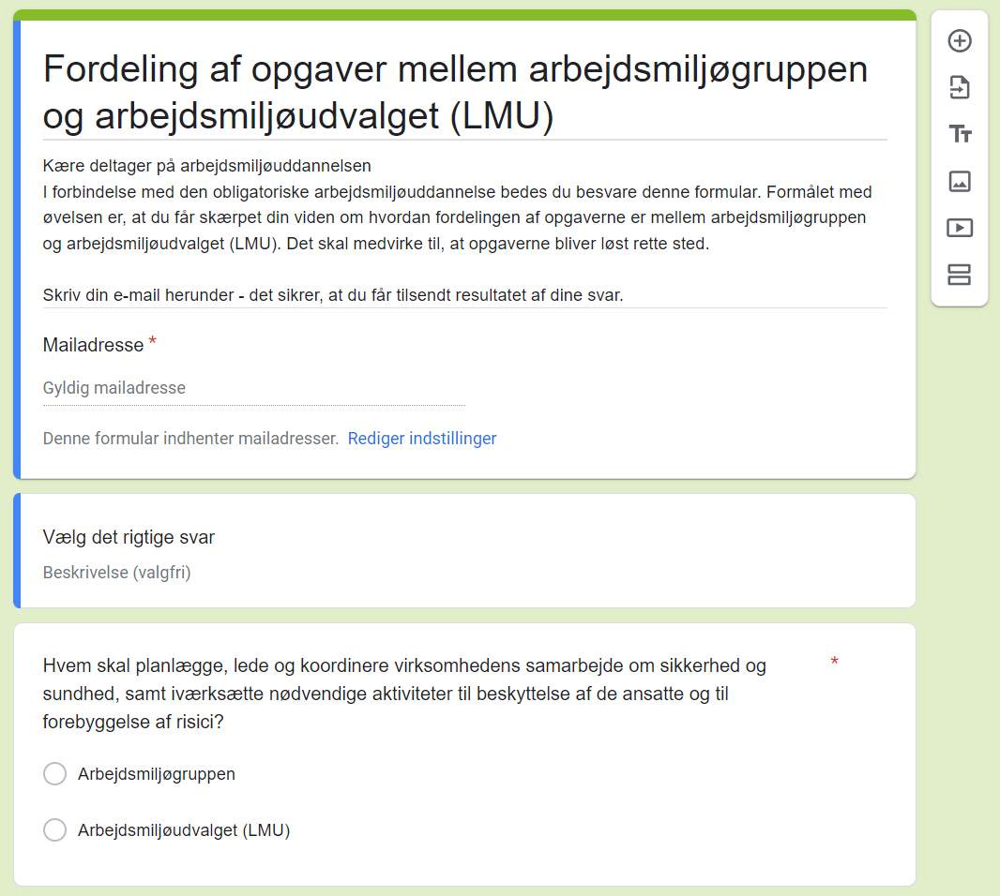 Fordeling af opgaver mellem arbejdsmiljøgruppen
og arbejdsmiljøudvalget (LMU)
Kære deltager på arbejdsmiljøuddannelsen
I forbindelse med den obligatoriske arbejdsmiljøuddannelse bedes du besvare denne formular. Formålet med
øvelsen er, at du får skærpet din viden om hvordan fordelingen af opgaverne er mellem arbejdsmiljøgruppen
og arbejdsmiljøudvalget (LMU). Det skal medvirke til, at opgaverne bliver løst rette sted.
Skriv din e-mail herunder - det sikrer, at du får tilsendt resultatet af dine svar.
Mailadresse *
Gyldig mailadresse
Denne formular indhenter mailadresser. Rediger indstillinger
Vælg det rigtige svar
Beskrivelse (valgfri)
Hvem skal planlægge, lede og koordinere virksomhedens samarbejde om sikkerhed og *
sundhed, samt iværksætte nødvendige aktiviteter til beskyttelse af de ansatte og til
forebyggelse af risici?
Arbejdsmiljøgruppen
Arbejdsmiljøudvalget (LMU)